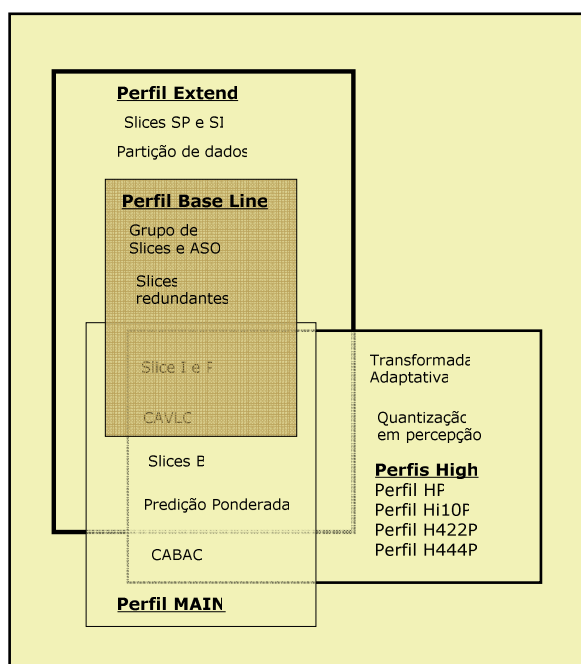 Perfil Extend
Slices SP e SI
Partição de dados
Perfil Base Line
Grupo de
Slices e ASO
Slices
redundantes
Slice I e P
CAVLC
Slices B
Predição Ponderada
CABAC
Perfil MAIN
Transformada
Adaptativa
Quantização
em percepção
Perfis High
Perfil HP
Perfil Hi10P
Perfil H422P
Perfil H444P